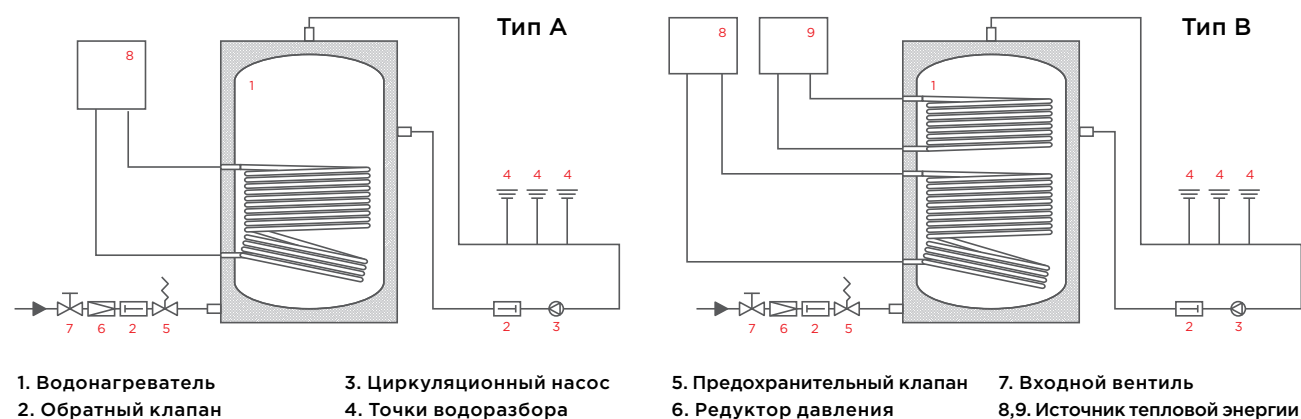 Тип A
8
1
4 4 4
7 6 2 5
2 3
Тип B
8 9
1
4 4 4
7 6 2 5
2 3
1. Водонагреватель
2. Обратный клапан
3. Циркуляционный насос
4. Точки водоразбора
5. Предохранительный клапан
6. Редуктор давления
7. Входной вентиль
8,9. Источник тепловой энергии